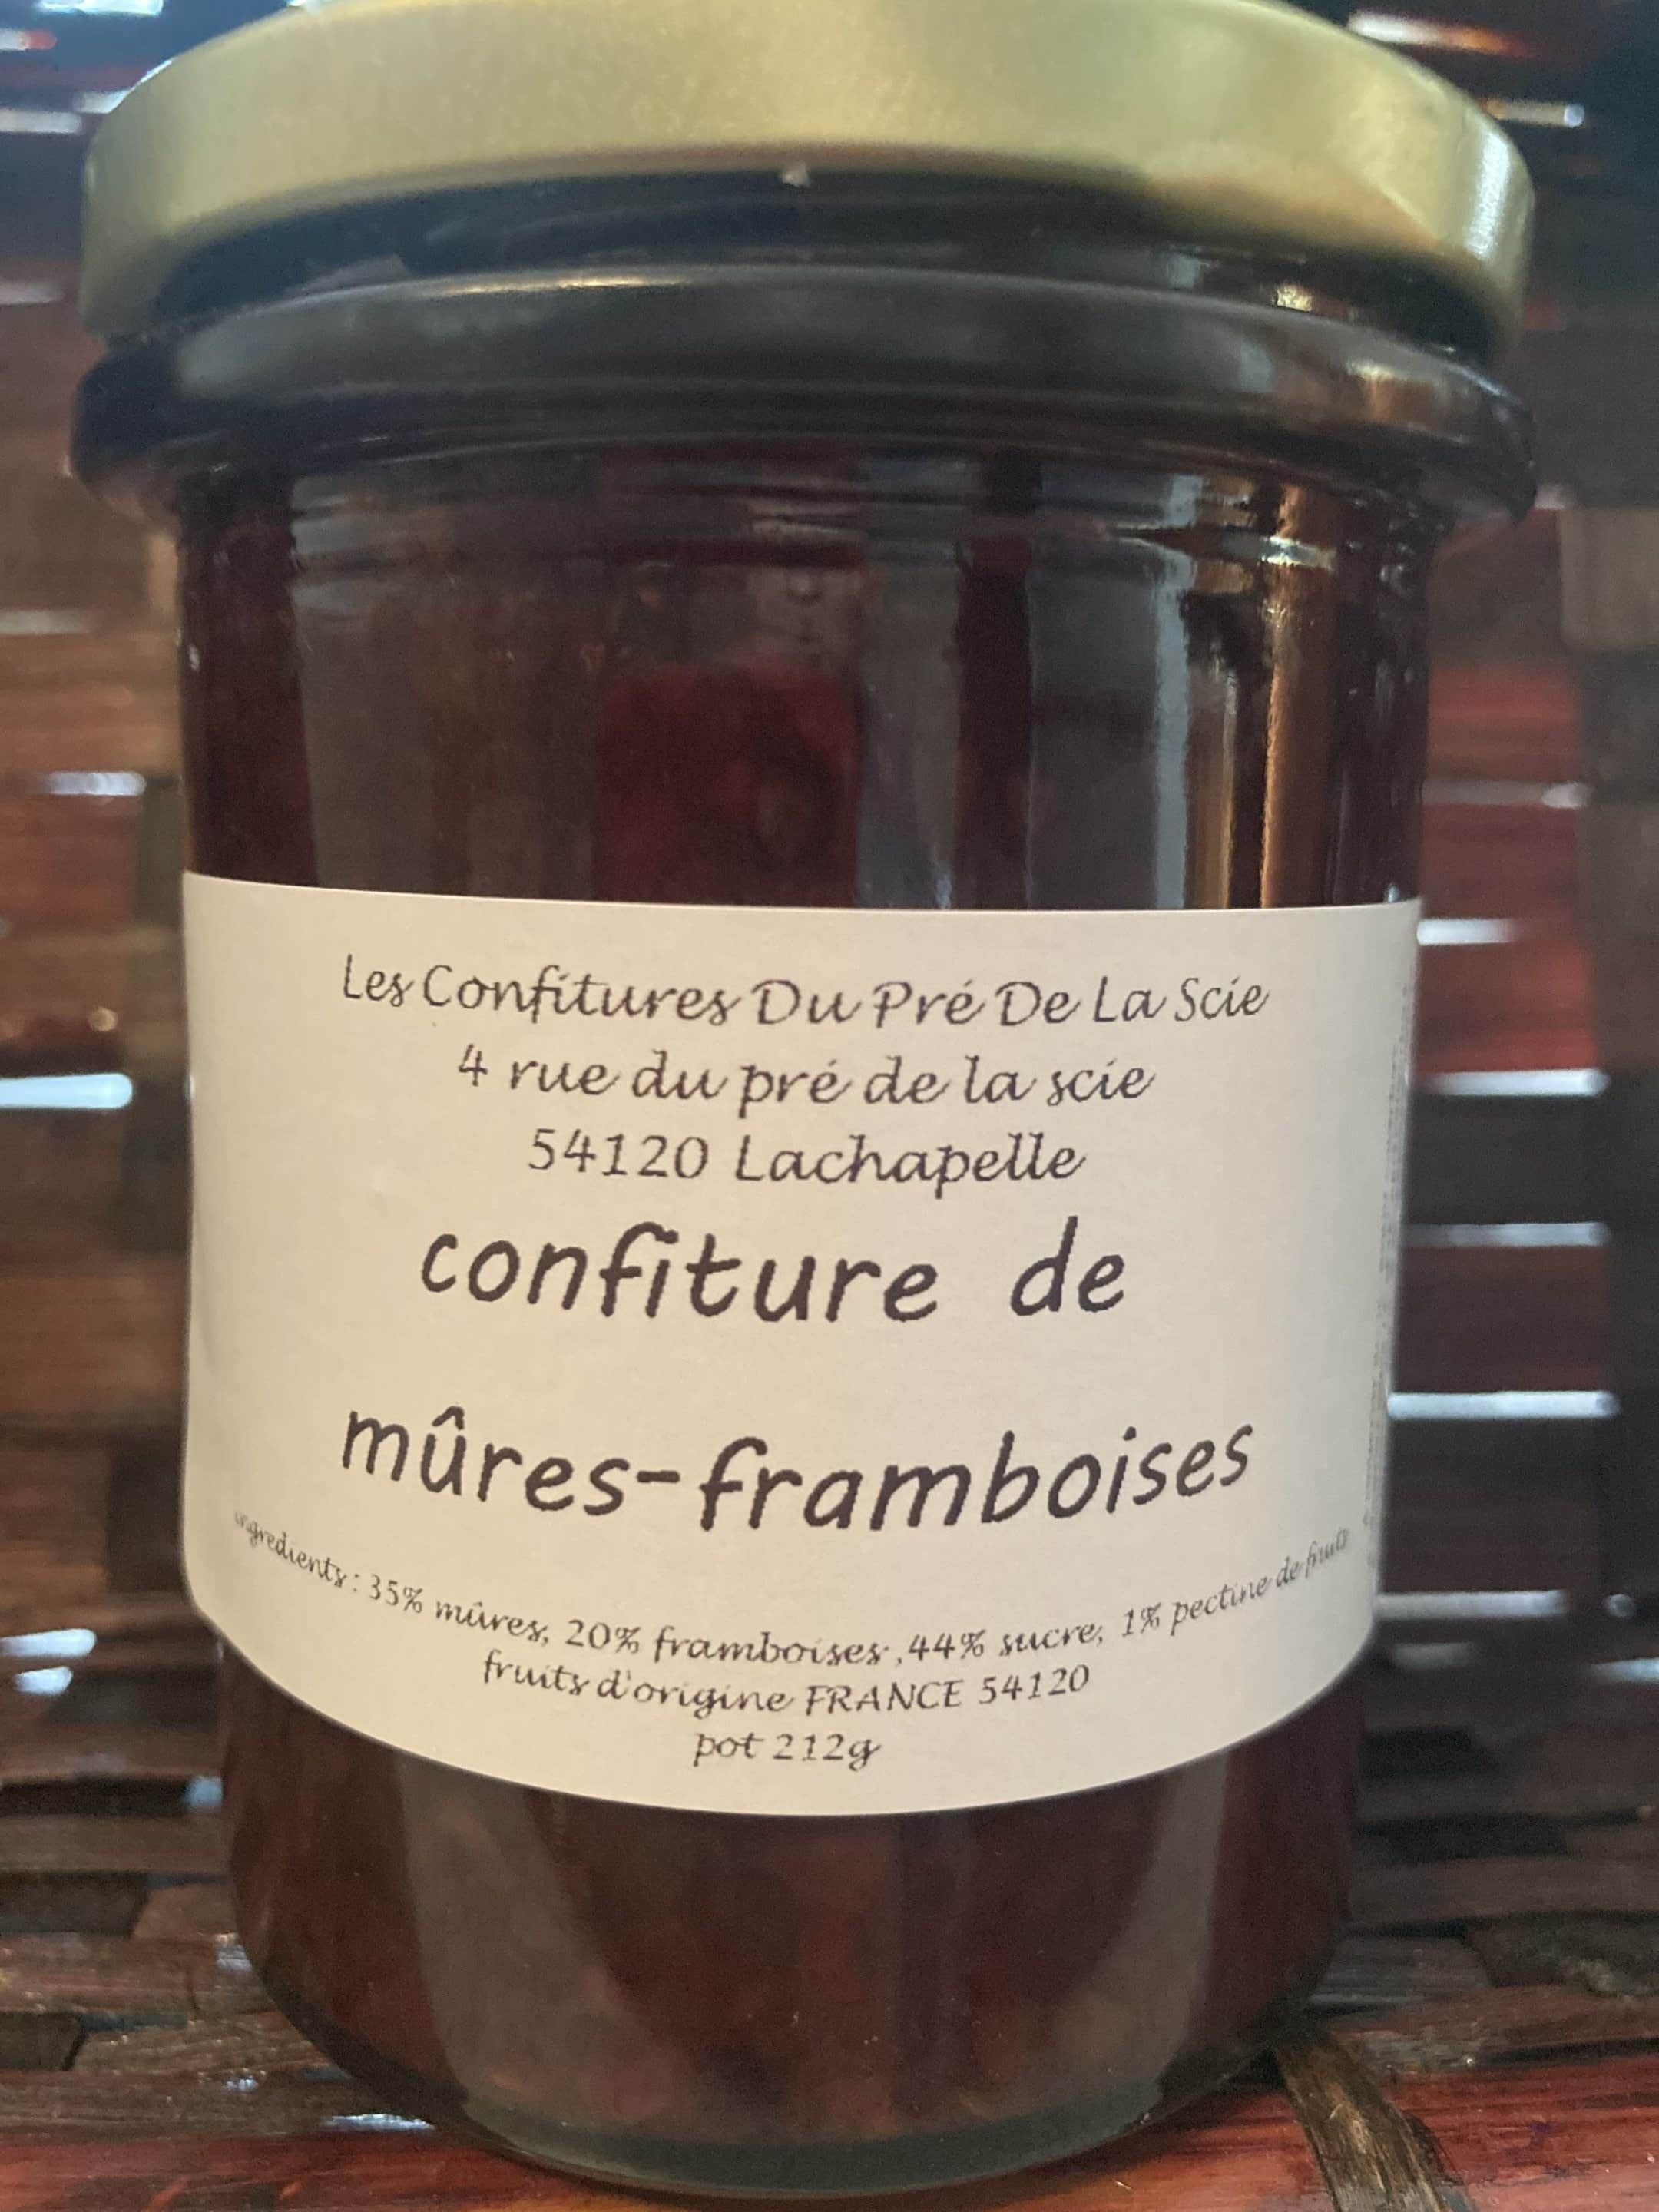 Les Confitures Du Pré De La Scie
4 rue du pré de la scie
54120 Lachapelle
confiture de
mûres-framboises
ingredients : 35% mûres, 20% framboises ,44% sucre, 1% pectine de fruits
fruits d'origine FRANCE 54120
pot 212g